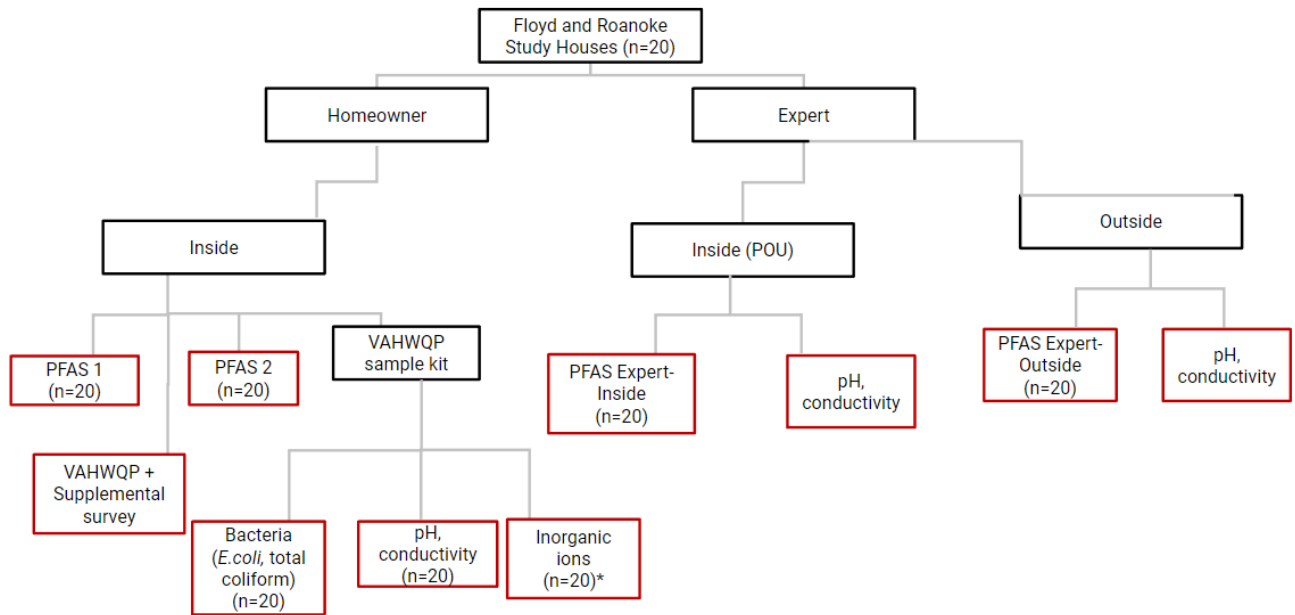 Floyd and Roanoke
Study Houses (n=20)
Homeowner
Expert
Inside
Inside (POU)
Outside
PFAS 1
(n=20)
PFAS 2
(n=20)
VAHWQP
sample kit
PFAS Expert-
Inside
(n=20)
pH,
conductivity
PFAS Expert-
Outside
(n=20)
pH,
conductivity
VAHWQP +
Supplemental
survey
Bacteria
(E.coli, total
coliform)
(n=20)
pH,
conductivity
(n=20)
Inorganic
ions
(n=20)*